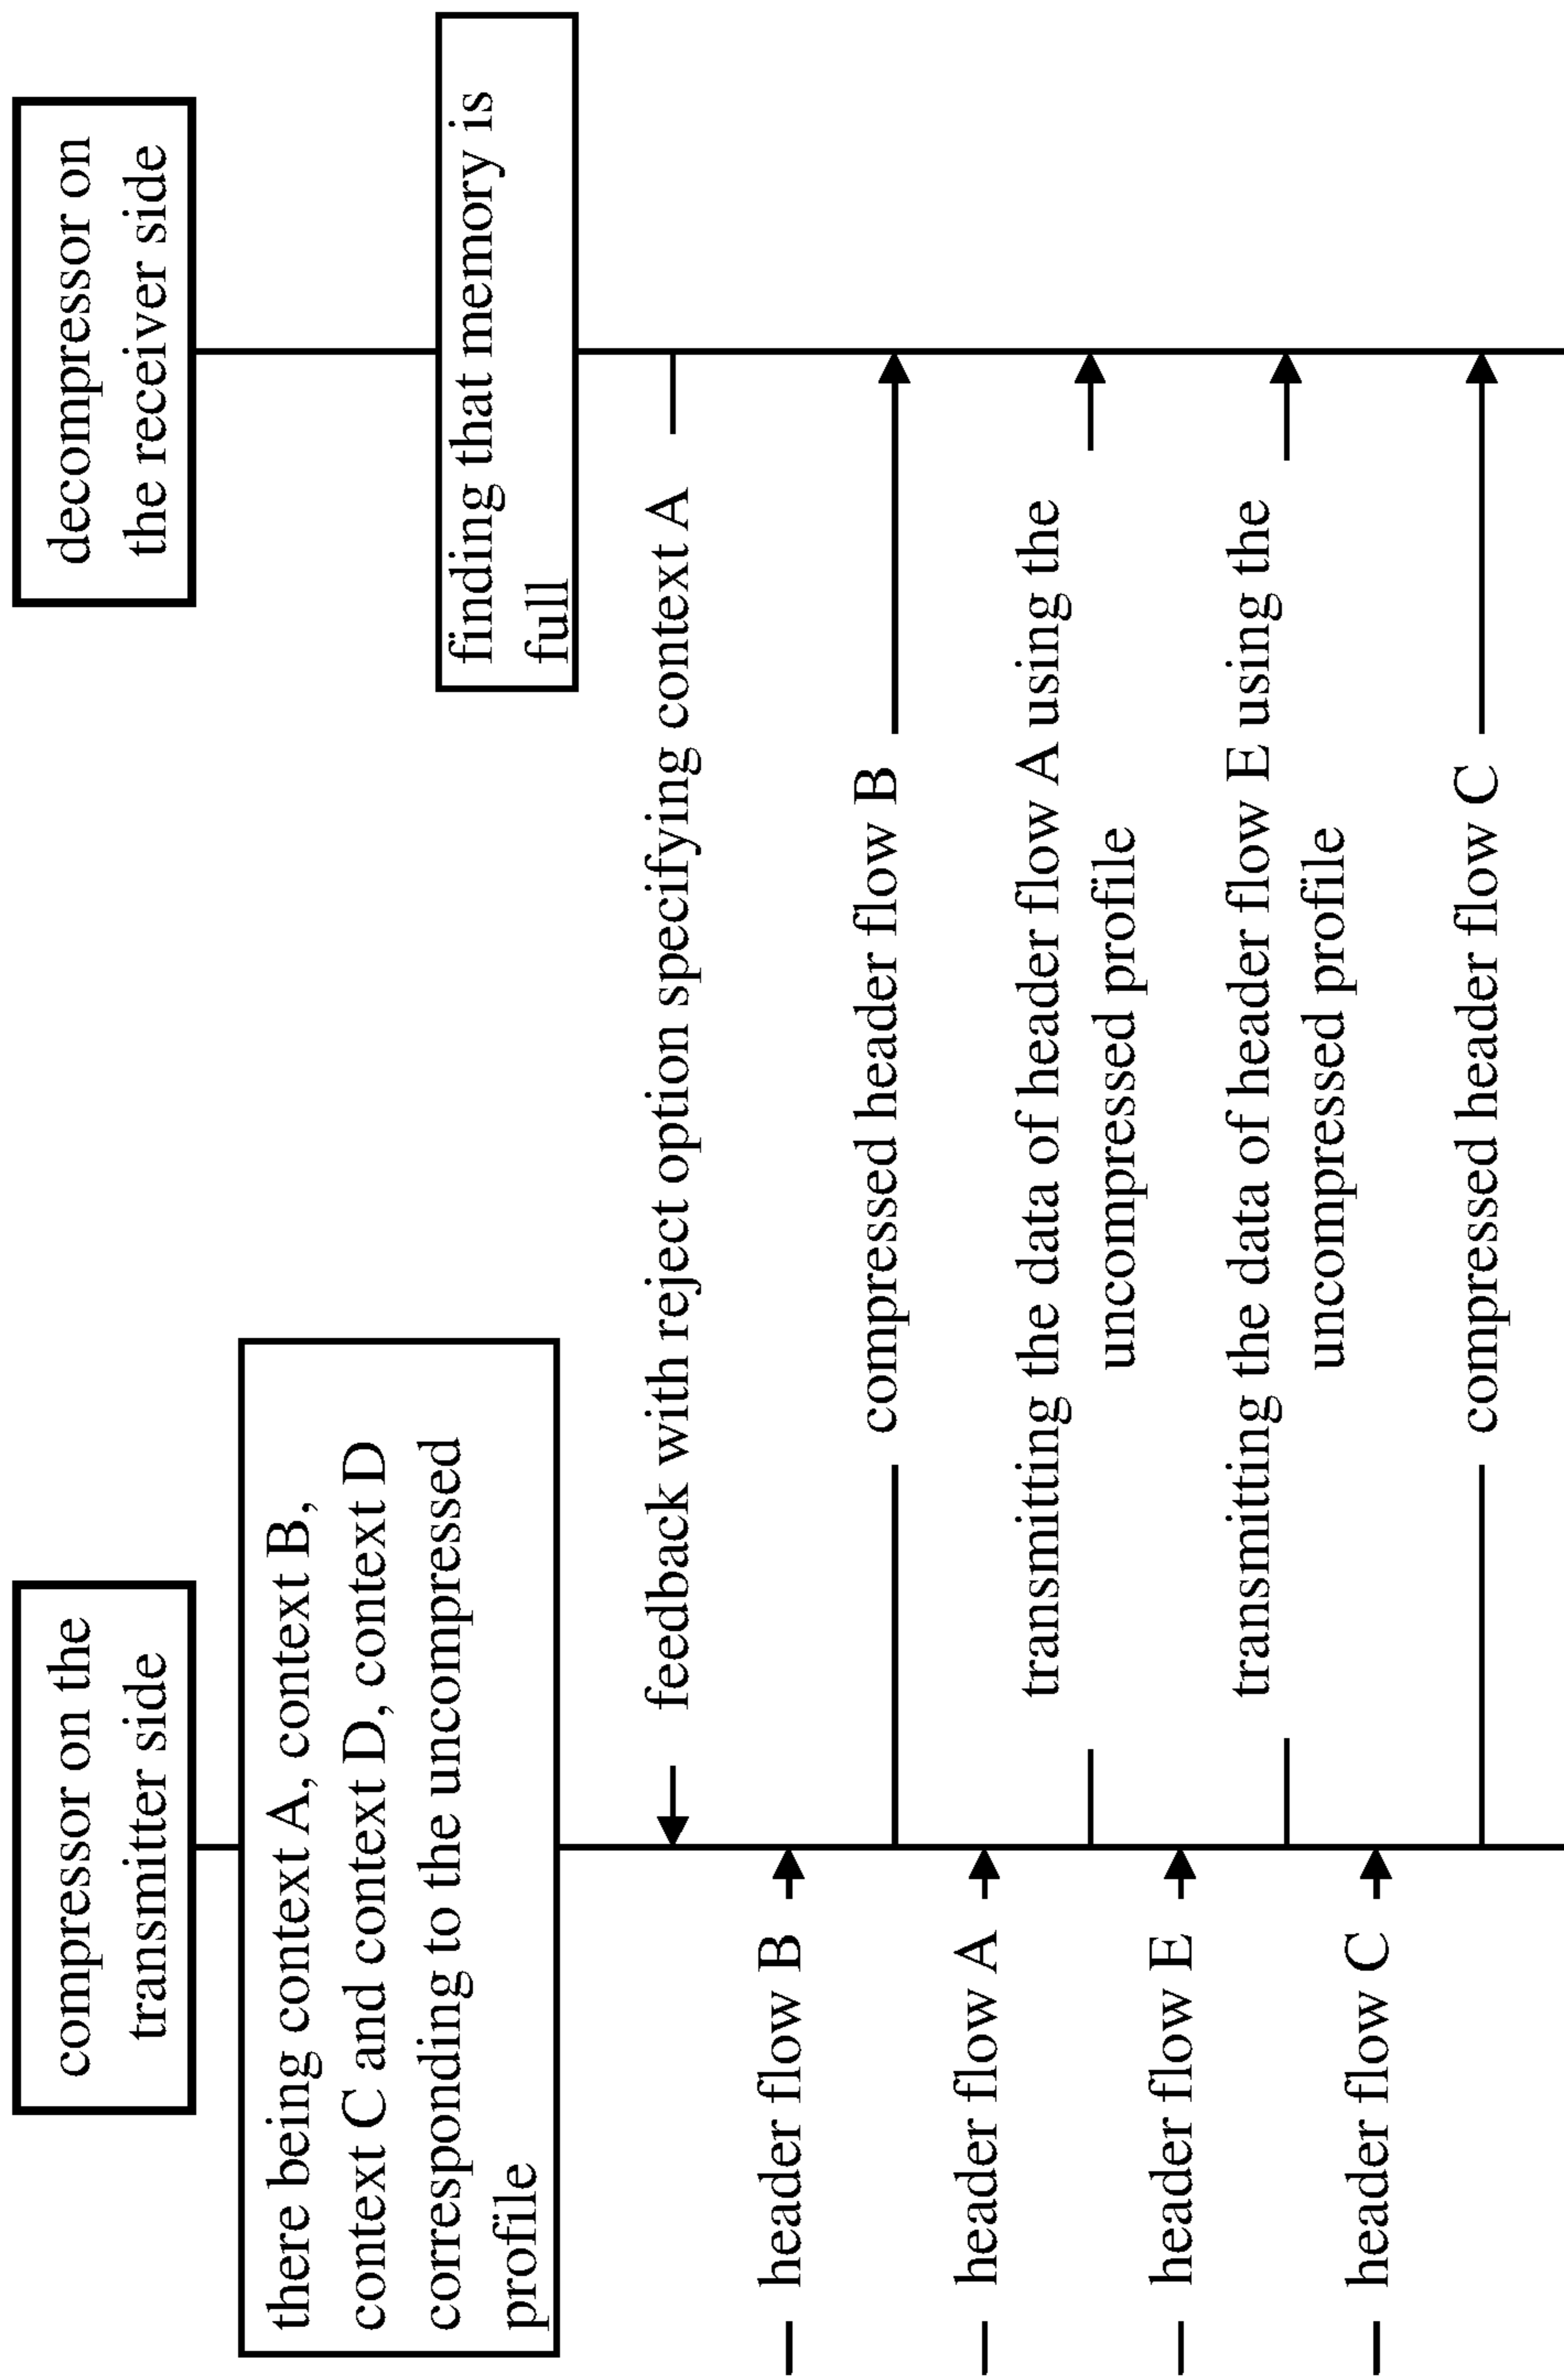 compressor on the
transmitter side
decompressor on
the receiver side
there being context A, context B,
context C and context D, context D
corresponding to the uncompressed
profile
finding that memory is
full
feedback with reject option specifying context A
header flow B
compressed header flow B
header flow A
transmitting the data of header flow A using the
uncompressed profile
header flow E
transmitting the data of header flow E using the
uncompressed profile
header flow C
compressed header flow C